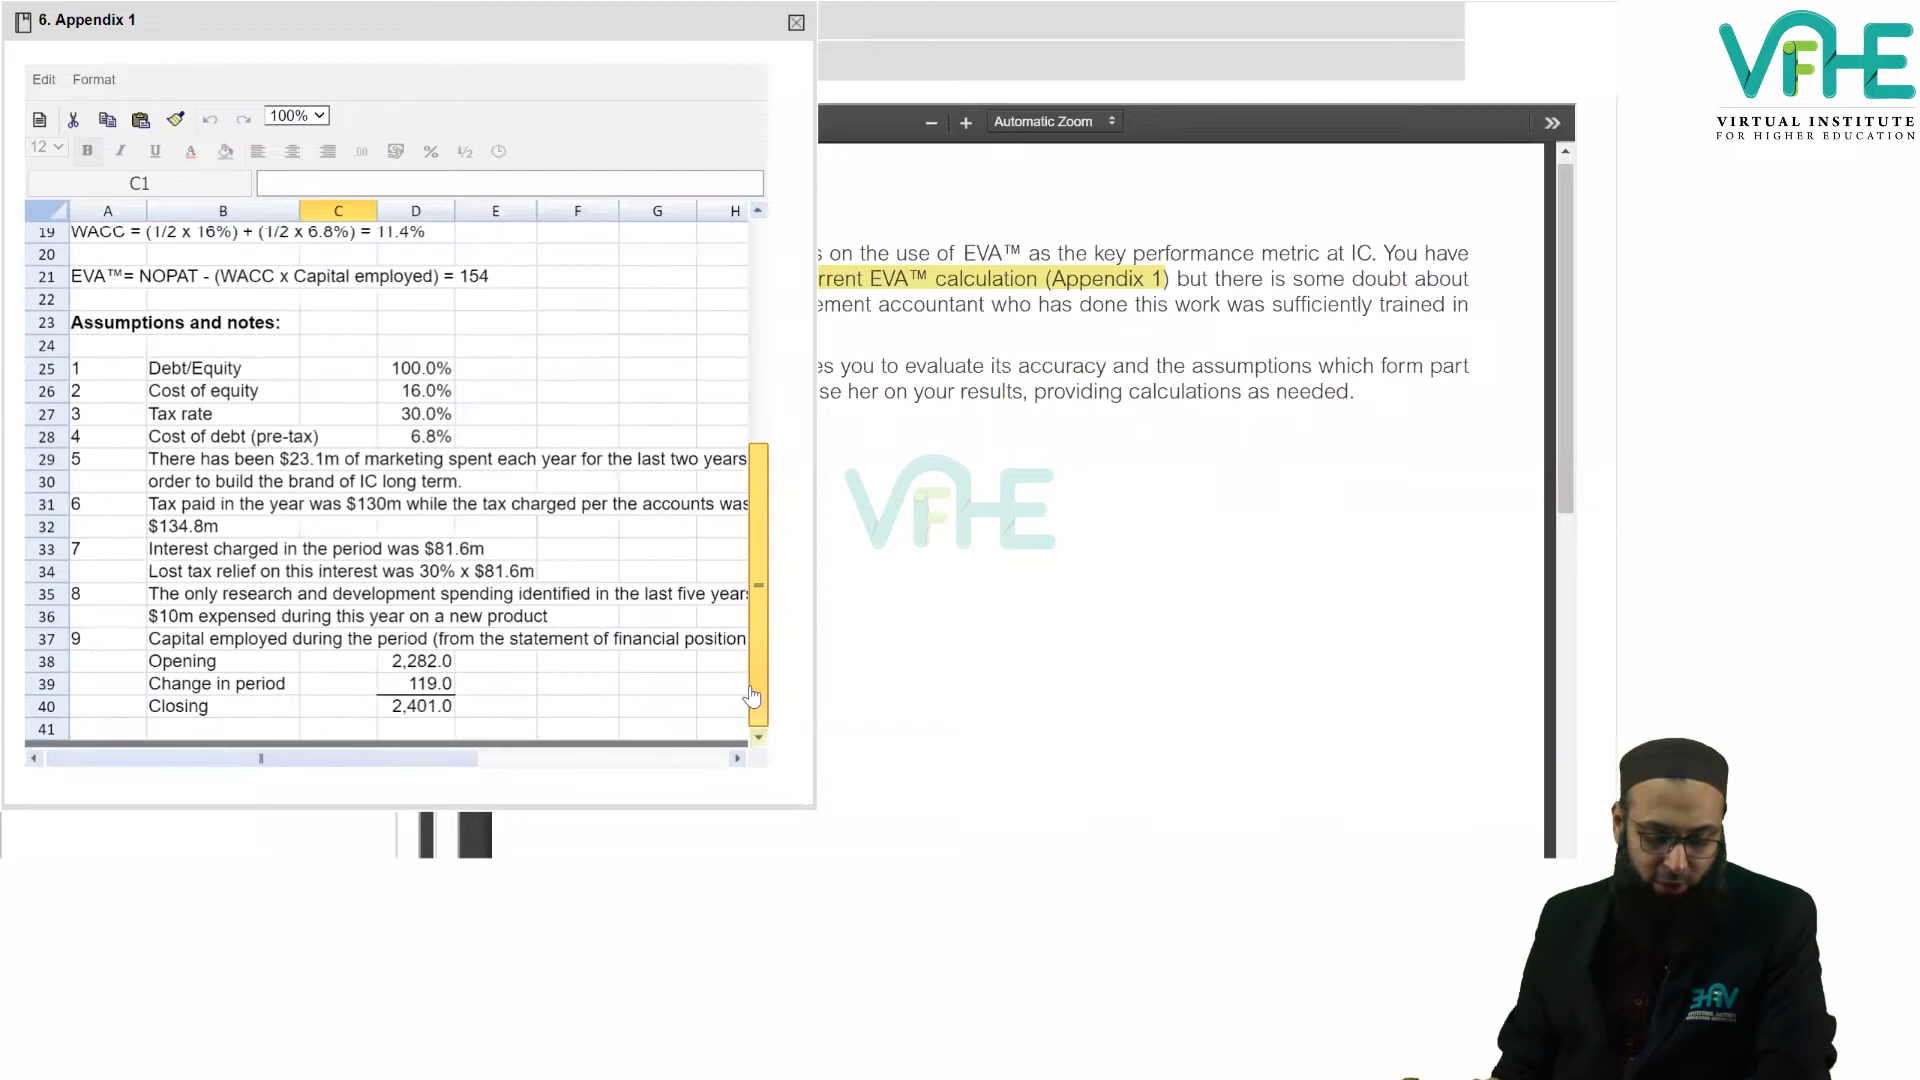 6. Appendix 1
Edit Format
100%
12 B I U A .00 % 1/2
C1
A B C D E F G H
19 WACC = (1/2 x 16%) + (1/2 x 6.8%) = 11.4%
20
21 EVA™= NOPAT - (WACC x Capital employed) = 154
22
23 Assumptions and notes:
24
25 1 Debt/Equity 100.0%
26 2 Cost of equity 16.0%
27 3 Tax rate 30.0%
28 4 Cost of debt (pre-tax) 6.8%
29 5 There has been $23.1m of marketing spent each year for the last two years
30 order to build the brand of IC long term.
31 6 Tax paid in the year was $130m while the tax charged per the accounts was
32 $134.8m
33 7 Interest charged in the period was $81.6m
34 Lost tax relief on this interest was 30% x $81.6m
35 8 The only research and development spending identified in the last five years
36 $10m expensed during this year on a new product
37 9 Capital employed during the period (from the statement of financial position
38 Opening 2,282.0
39 Change in period 119.0
40 Closing 2,401.0
41
Automatic Zoom
s on the use of EVA™ as the key performance metric at IC. You have
rrent EVA™ calculation (Appendix 1) but there is some doubt about
ement accountant who has done this work was sufficiently trained in
es you to evaluate its accuracy and the assumptions which form part
se her on your results, providing calculations as needed.
VIFHE
VIFHE
VIRTUAL INSTITUTE
FOR HIGHER EDUCATION